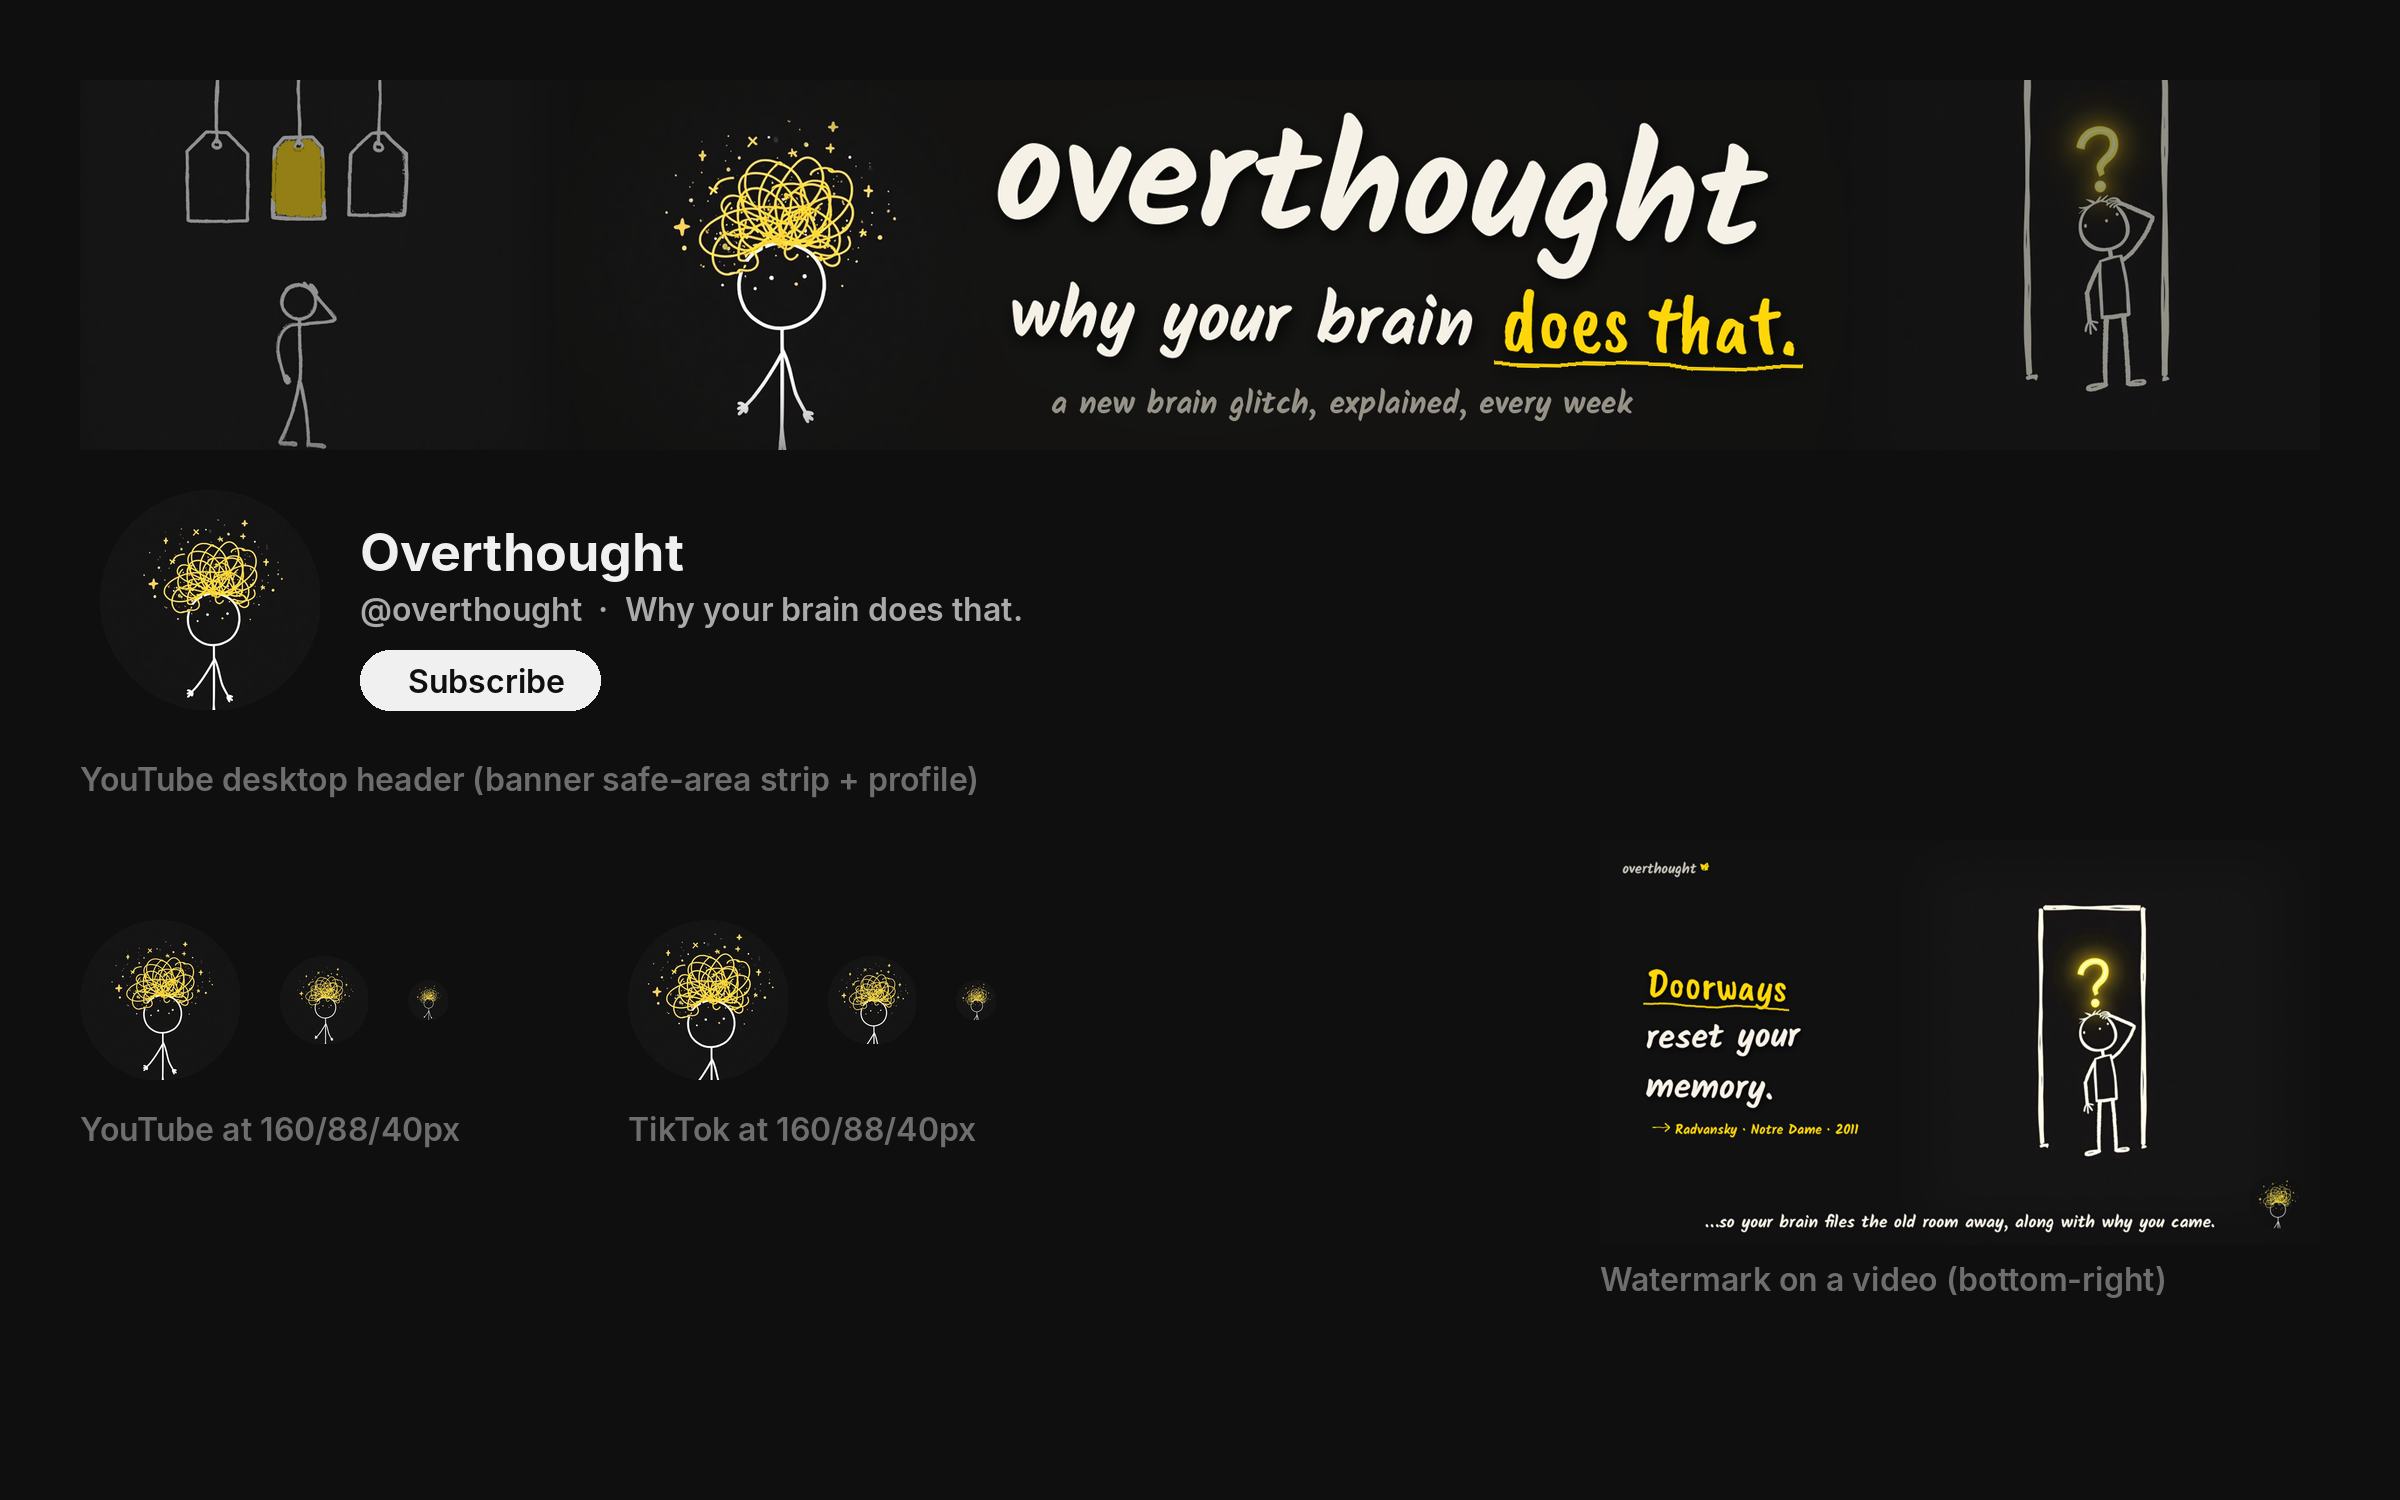 overthought
why your brain does that.
a new brain glitch, explained, every week
?
Overthought
@overthought · Why your brain does that.
Subscribe
YouTube desktop header (banner safe-area strip + profile)
overthought
Doorways
reset your
memory.
→ Radvansky · Notre Dame · 2011
?
...so your brain files the old room away, along with why you came.
YouTube at 160/88/40px
TikTok at 160/88/40px
Watermark on a video (bottom-right)